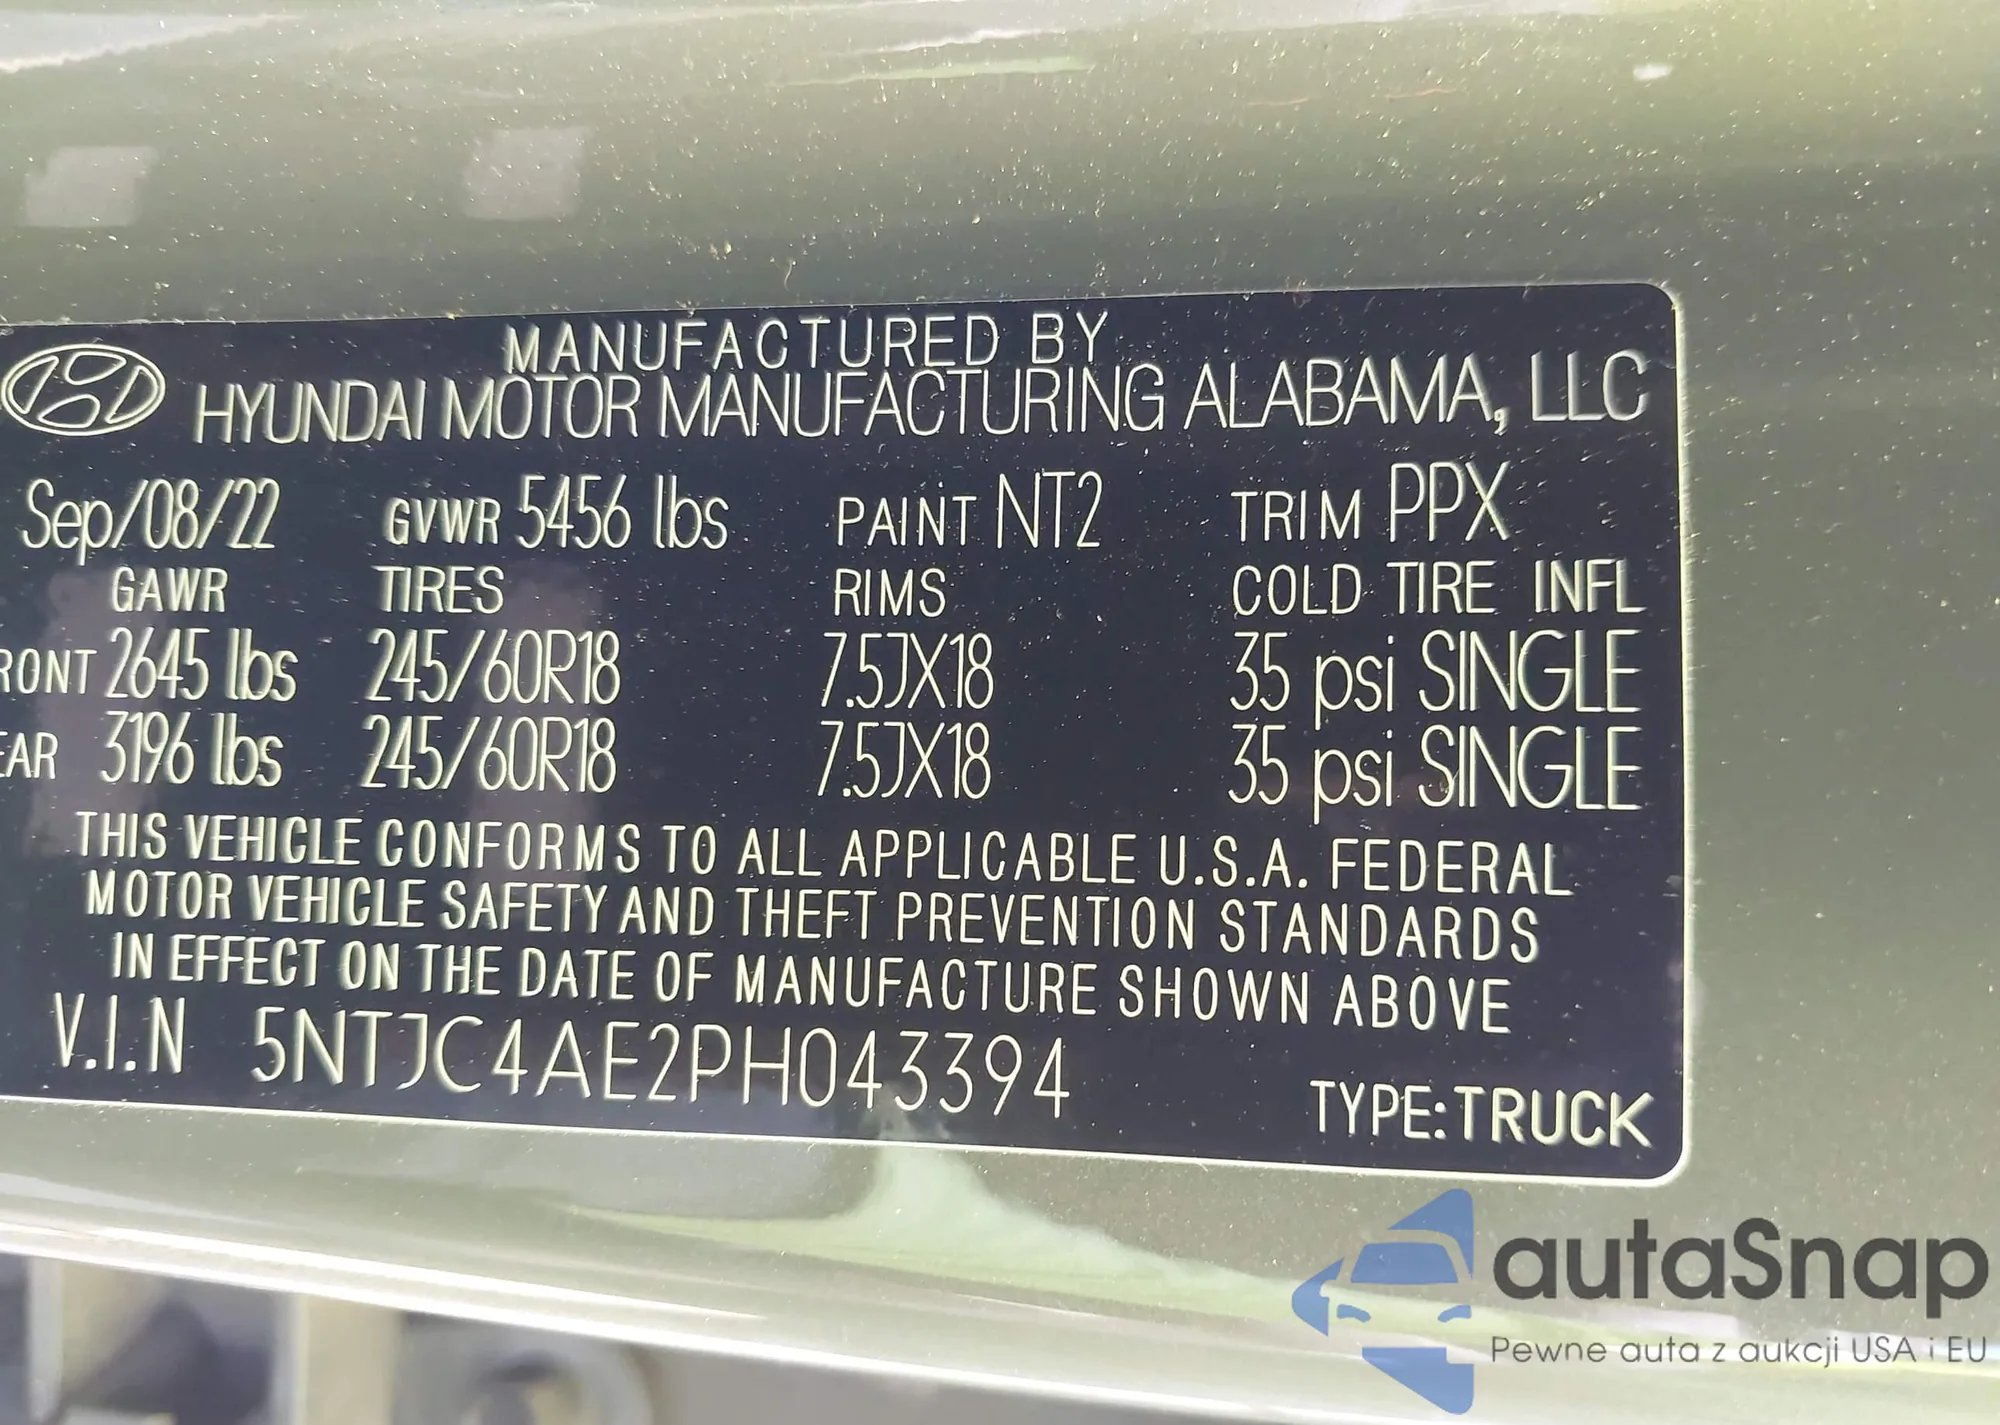 MANUFACTURED BY
HYUNDAI MOTOR MANUFACTURING ALABAMA, LLC
Sep/08/22 GVWR 5456 lbs PAINT NT2 TRIM PPX
GAWR TIRES RIMS COLD TIRE INFL
RONT 2645 lbs 245/60R18 7.5JX18 35 psi SINGLE
EAR 3196 lbs 245/60R18 7.5JX18 35 psi SINGLE
THIS VEHICLE CONFORMS TO ALL APPLICABLE U.S.A. FEDERAL
MOTOR VEHICLE SAFETY AND THEFT PREVENTION STANDARDS
IN EFFECT ON THE DATE OF MANUFACTURE SHOWN ABOVE
V.I.N 5NTJC4AE2PH043394
TYPE:TRUCK
autaSnap
Pewne auta z aukcji USA i EU